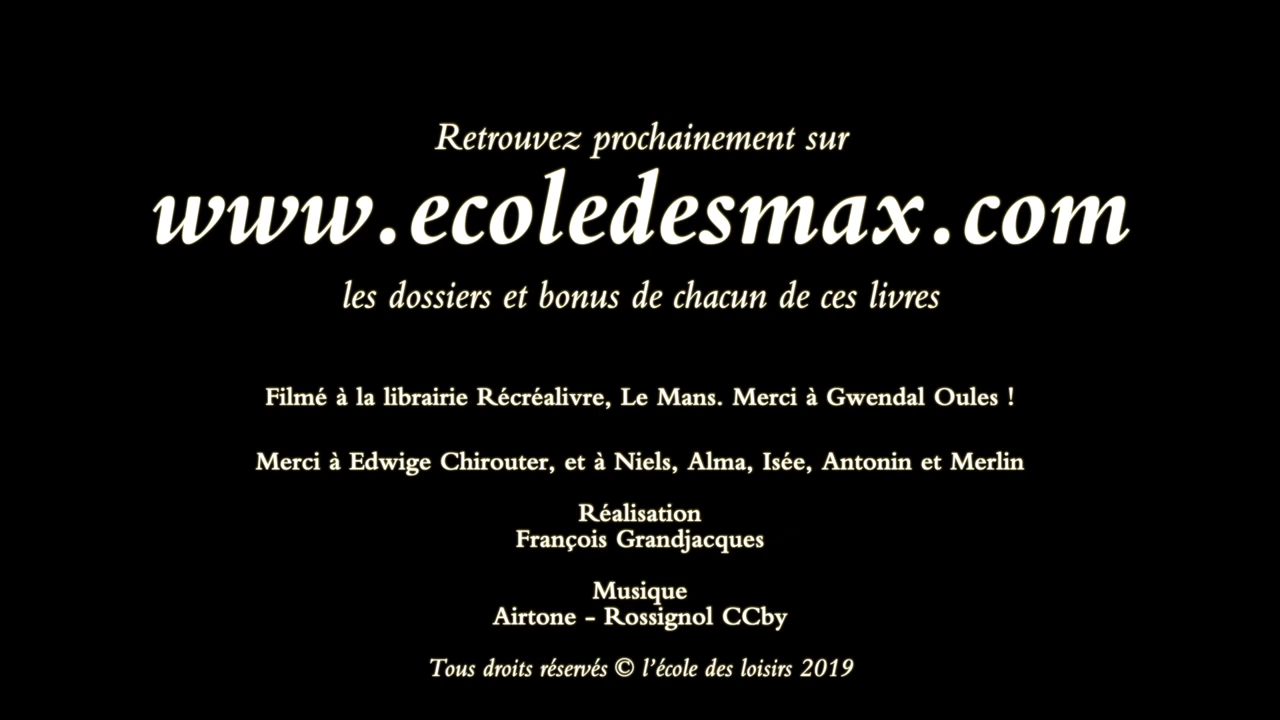 Retrouvez prochainement sur
www.ecoledesmax.com
les dossiers et bonus de chacun de ces livres
Filmé à la librairie Récréalivre, Le Mans. Merci à Gwendal Oules !
Merci à Edwige Chirouter, et à Niels, Alma, Isée, Antonin et Merlin
Réalisation
François Grandjacques
Musique
Airtone - Rossignol CCby
Tous droits réservés © l'école des loisirs 2019